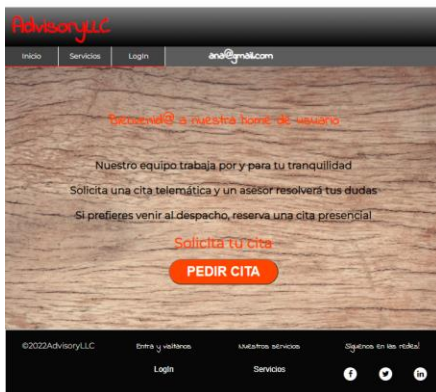 AdvisoryLLC
Inicio Servicios LogIn ana@gmail.com
Bienvenid@ a nuestra home de usuario
Nuestro equipo trabaja por y para tu tranquilidad
Solicita una cita telemática y un asesor resolverá tus dudas
Si prefieres venir al despacho, reserva una cita presencial
Solicita tu cita
PEDIR CITA
©2022AdvisoryLLC Entra y visítanos Nuestros servicios Síguenos en las redes!
LogIn Servicios